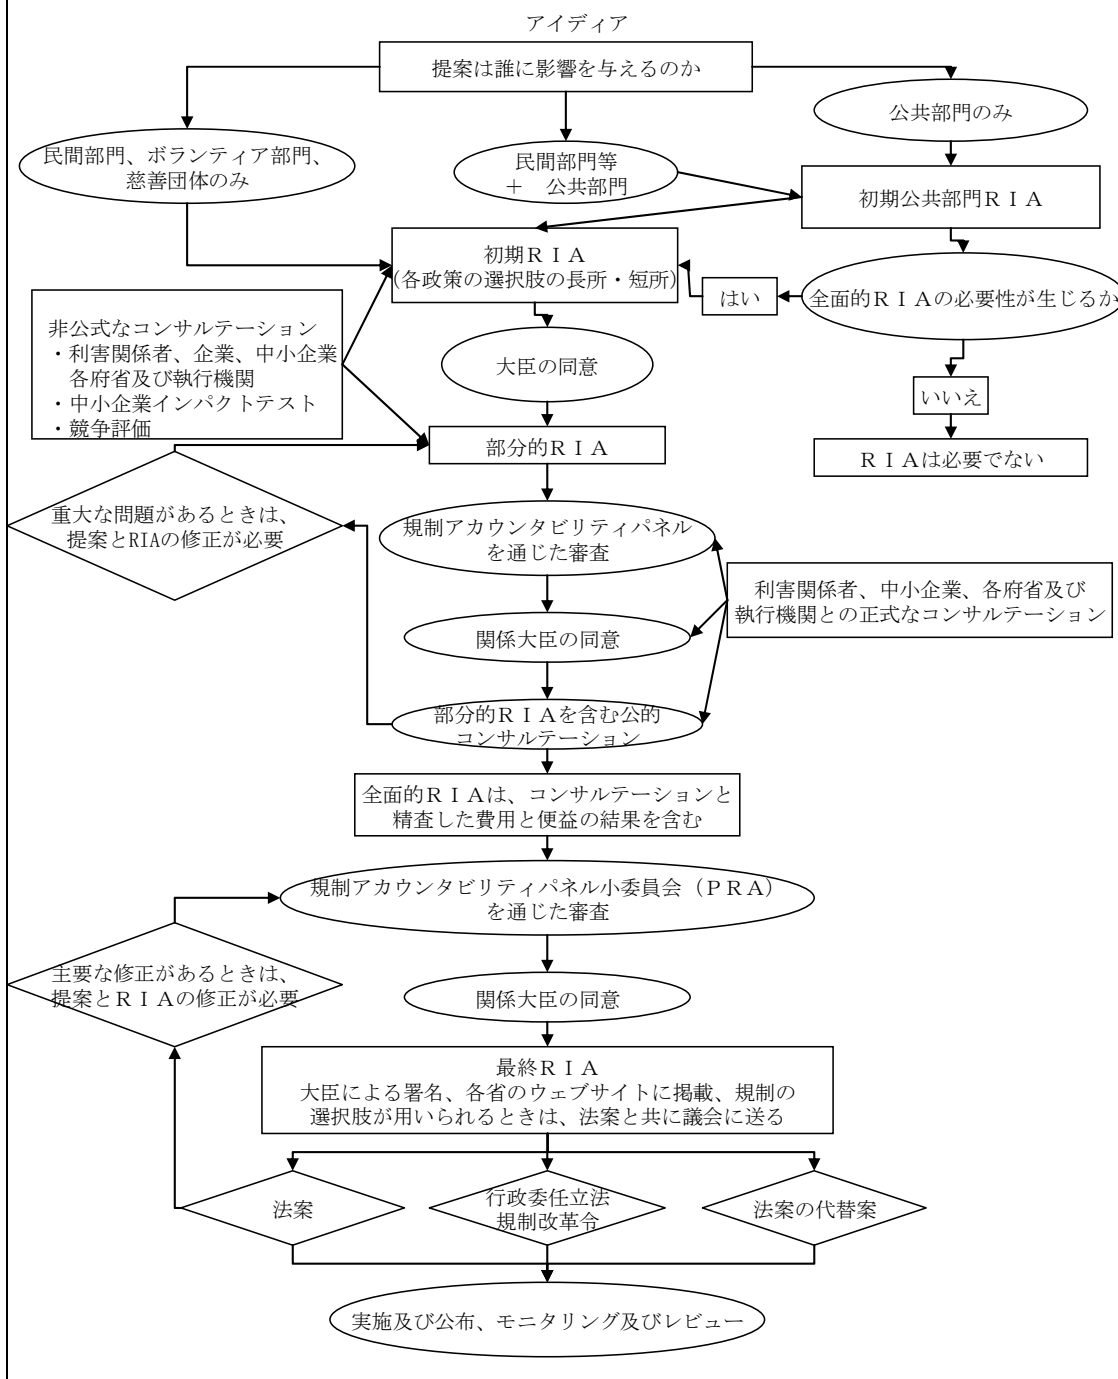 アイディア
提案は誰に影響を与えるのか
公共部門のみ
民間部門、ボランティア部門、
慈善団体のみ
民間部門等
＋　公共部門
初期公共部門ＲＩＡ
初期ＲＩＡ
(各政策の選択肢の長所・短所)
はい
全面的ＲＩＡの必要性が生じるか
非公式なコンサルテーション
・利害関係者、企業、中小企業
各府省及び執行機関
・中小企業インパクトテスト
・競争評価
大臣の同意
いいえ
部分的ＲＩＡ
ＲＩＡは必要でない
重大な問題があるときは、
提案とRIAの修正が必要
規制アカウンタビリティパネル
を通じた審査
利害関係者、中小企業、各府省及び
執行機関との正式なコンサルテーション
関係大臣の同意
部分的ＲＩＡを含む公的
コンサルテーション
全面的ＲＩＡは、コンサルテーションと
精査した費用と便益の結果を含む
規制アカウンタビリティパネル小委員会（ＰＲＡ）
を通じた審査
主要な修正があるときは、
提案とＲＩＡの修正が必要
関係大臣の同意
最終ＲＩＡ
大臣による署名、各省のウェブサイトに掲載、規制の
選択肢が用いられるときは、法案と共に議会に送る
法案
行政委任立法
規制改革令
法案の代替案
実施及び公布、モニタリング及びレビュー